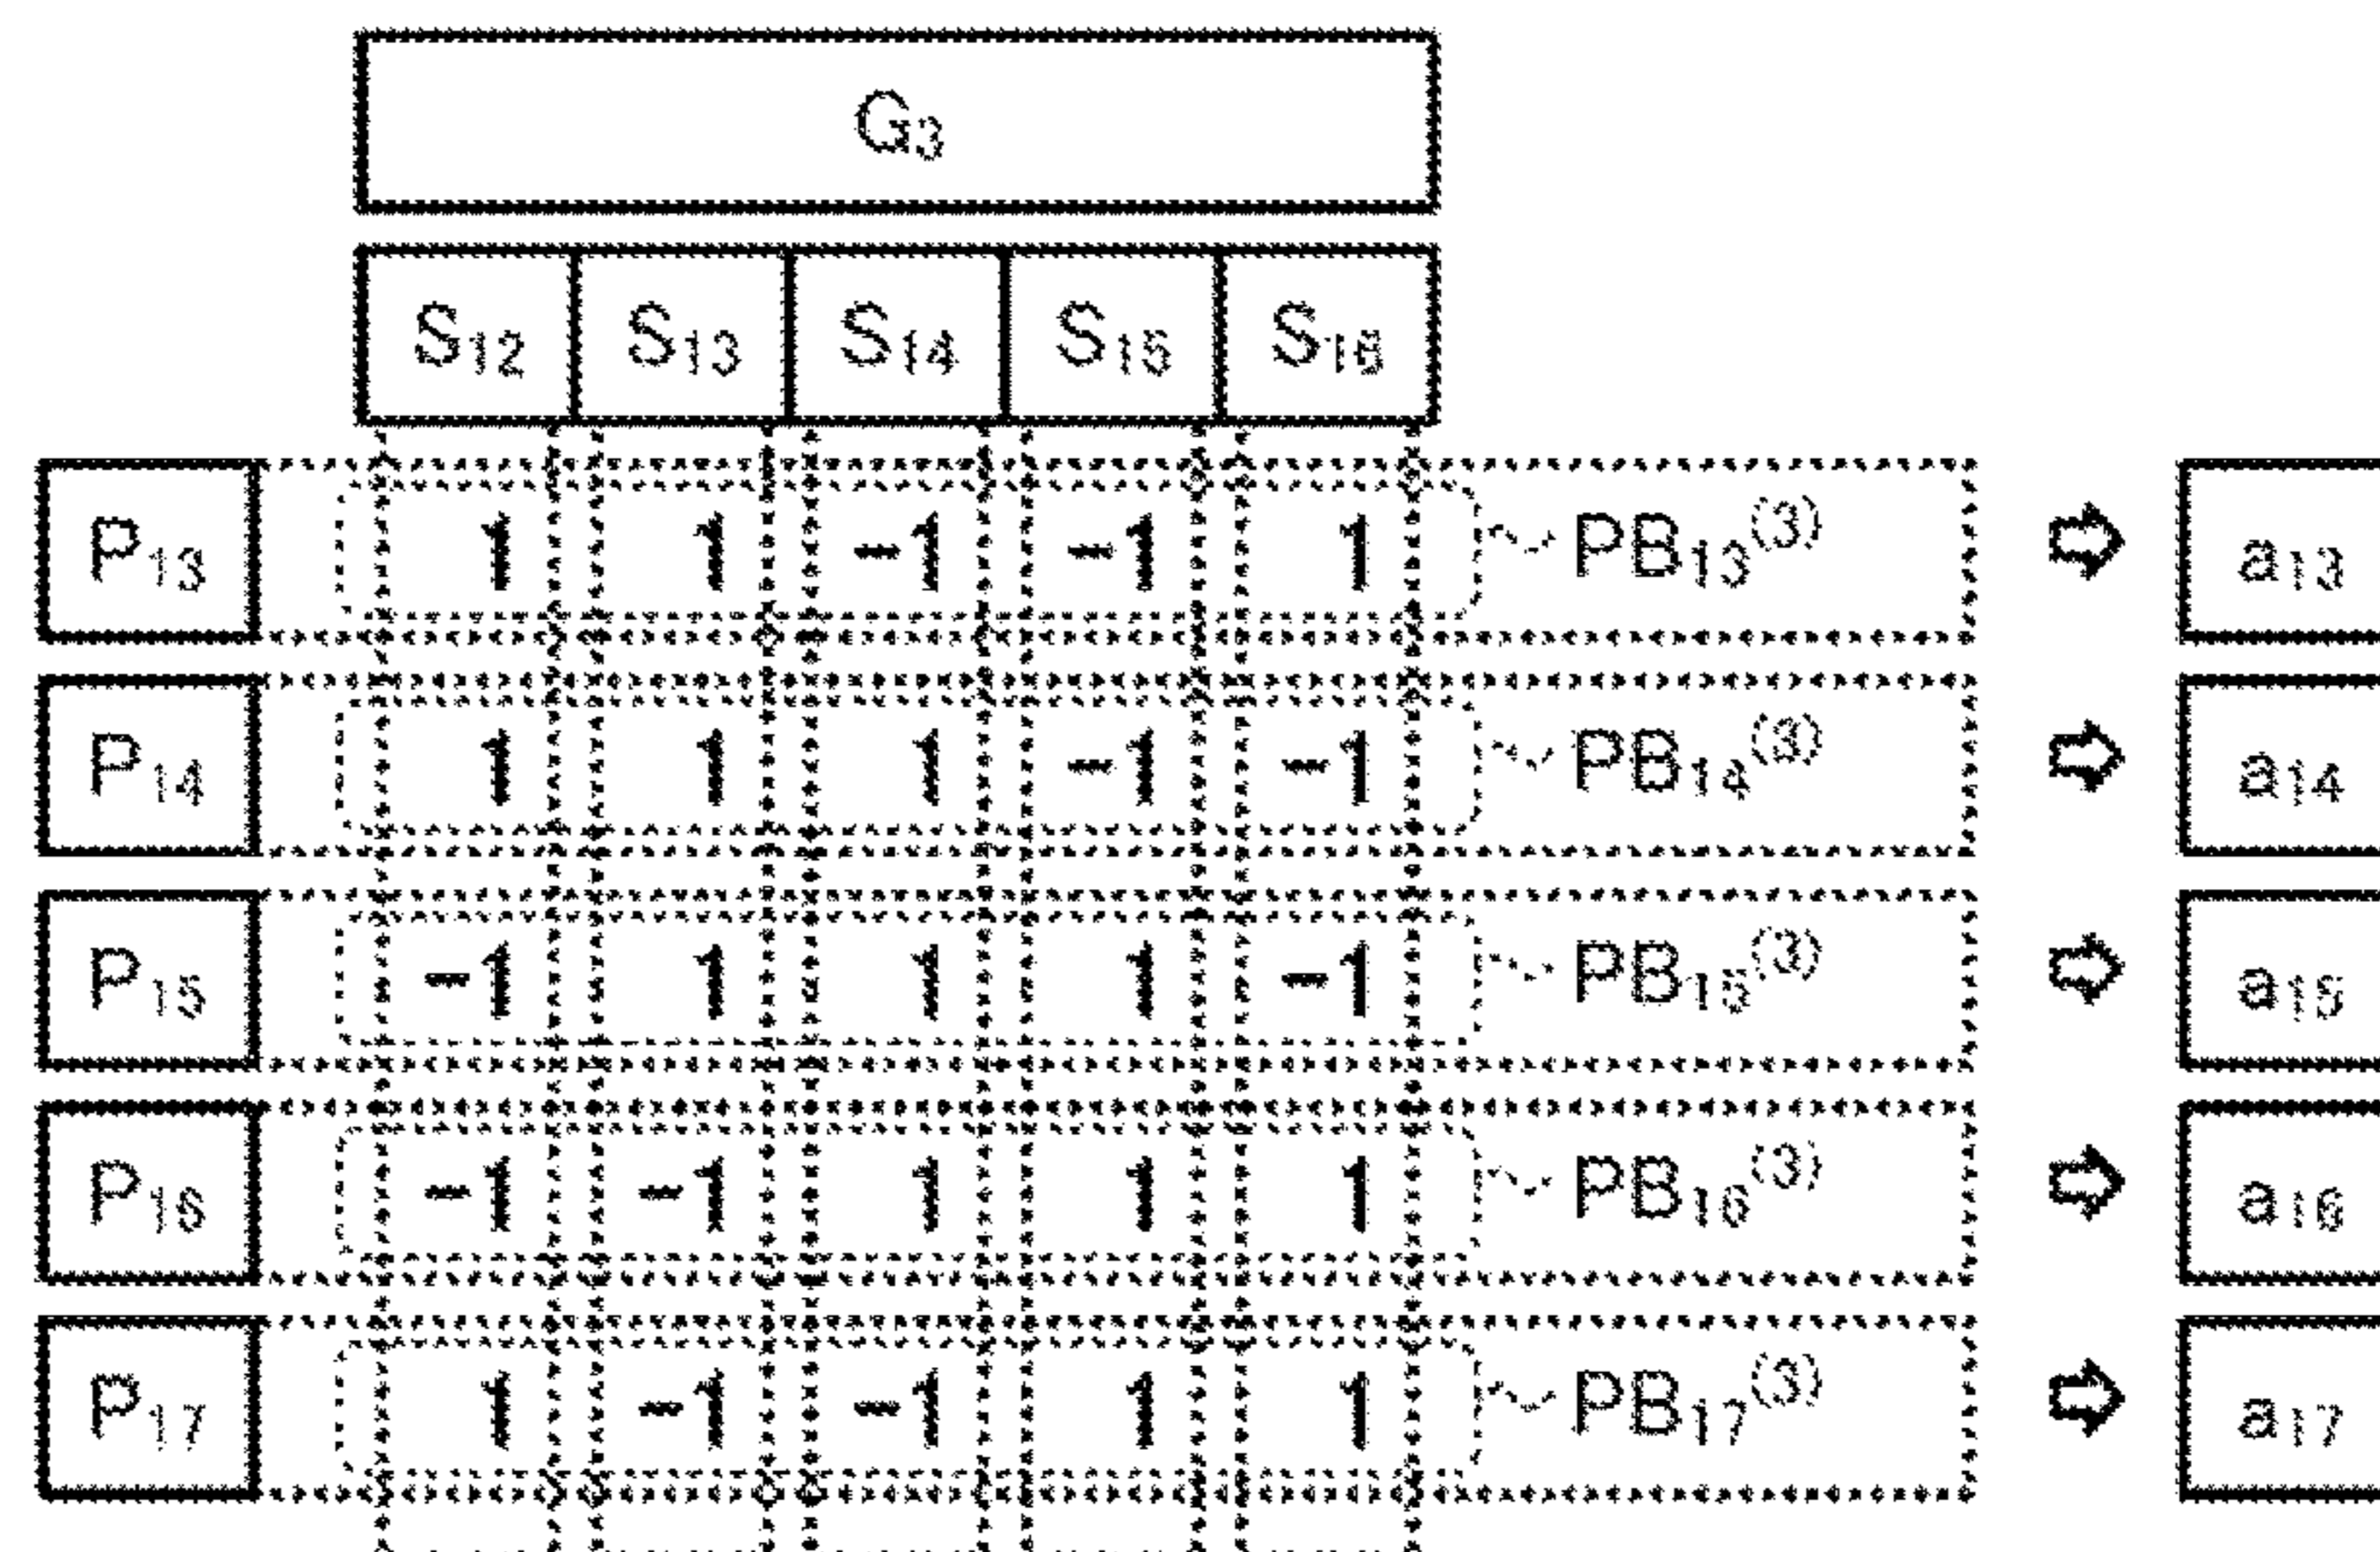 G₃
S₁₂ S₁₃ S₁₄ S₁₅ S₁₆
P₁₃ 1 1 -1 -1 1 PB₁₃⁽³⁾ ⇨ a₁₃
P₁₄ 1 1 1 -1 -1 PB₁₄⁽³⁾ ⇨ a₁₄
P₁₅ -1 1 1 1 -1 PB₁₅⁽³⁾ ⇨ a₁₅
P₁₆ -1 -1 1 1 1 PB₁₆⁽³⁾ ⇨ a₁₆
P₁₇ 1 -1 -1 1 1 PB₁₇⁽³⁾ ⇨ a₁₇